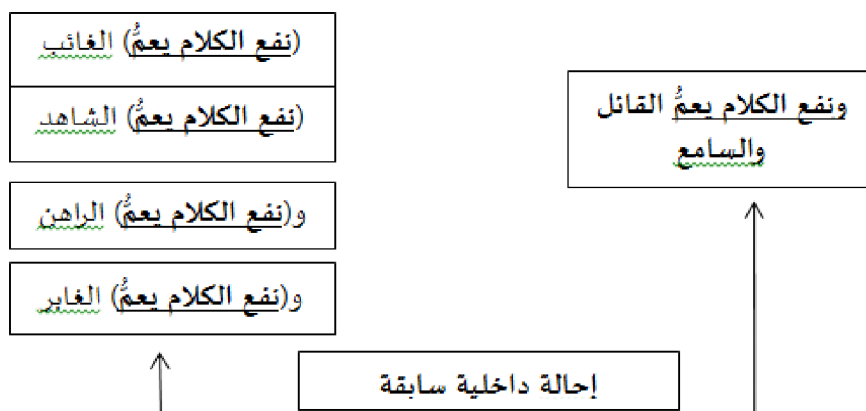 ونفع الكلام يعمُّ القائل
والسامع
(نفع الكلام يعمُّ) الغائب
(نفع الكلام يعمُّ) الشاهد
و(نفع الكلام يعمُّ) الراهن
و(نفع الكلام يعمُّ) الغابر
إحالة داخلية سابقة